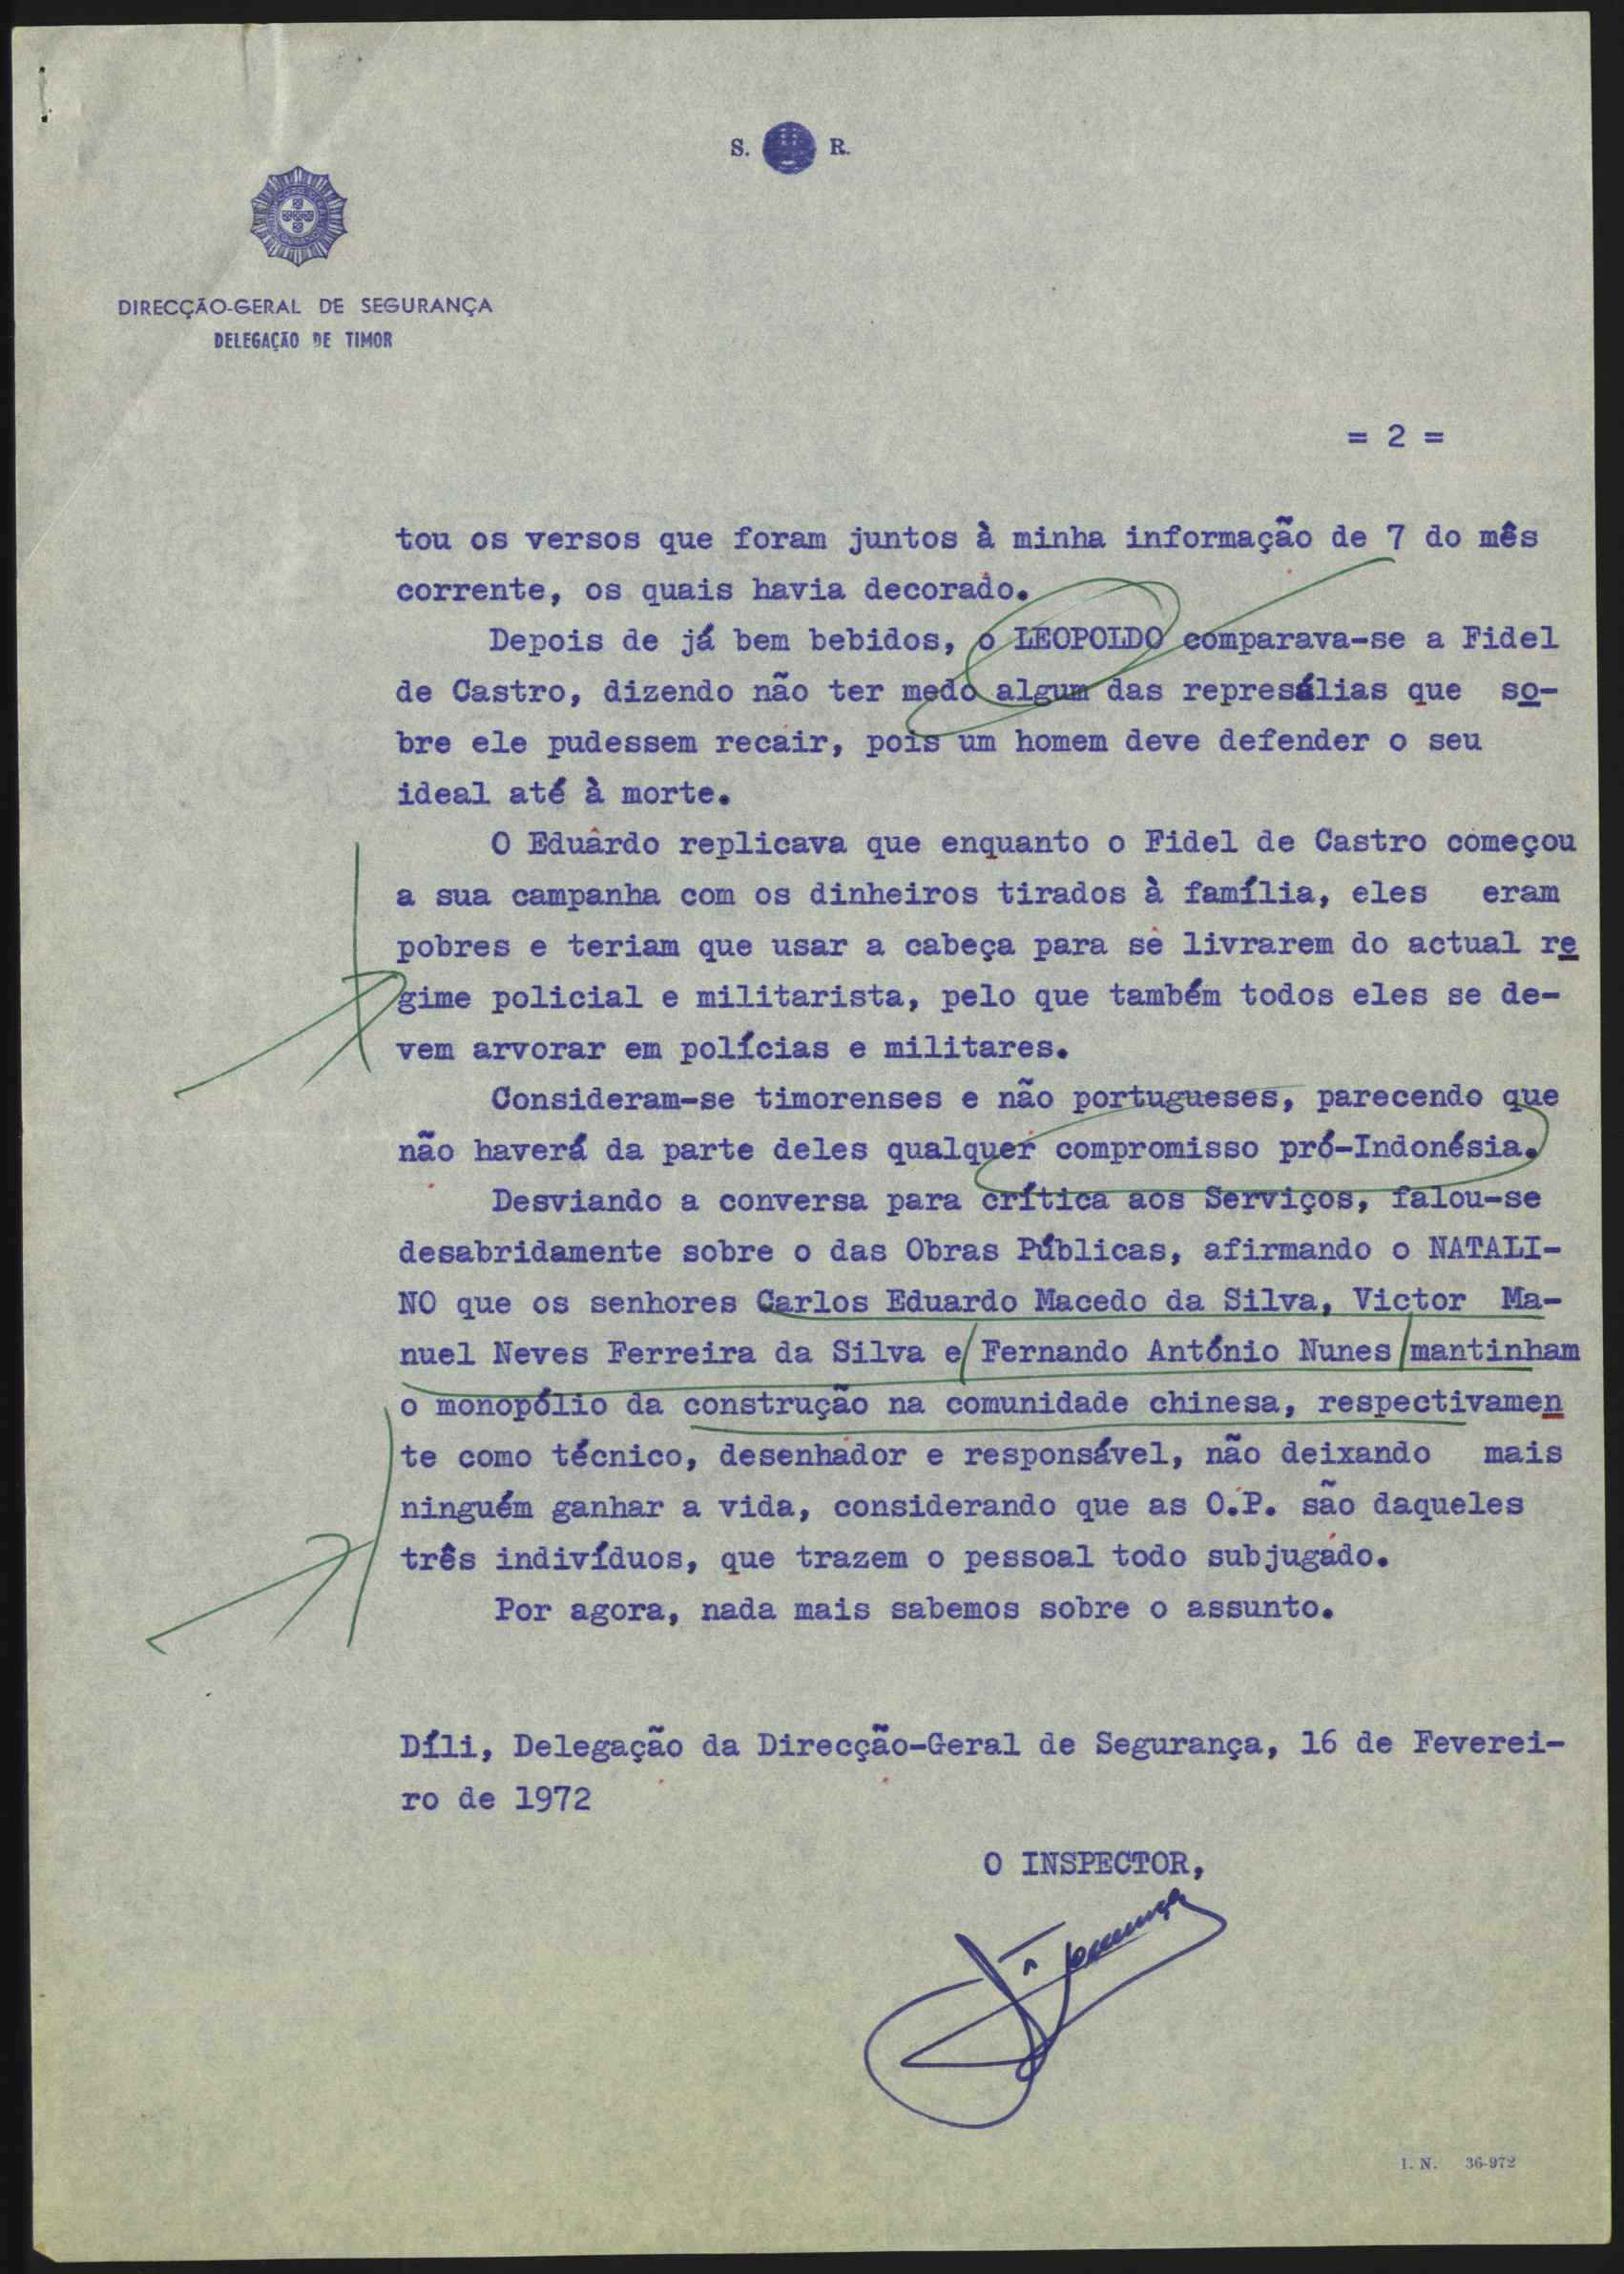 S. R.
DIRECÇÃO-GERAL DE SEGURANÇA
DELEGAÇÃO DE TIMOR
= 2 =
tou os versos que foram juntos à minha informação de 7 do mês
corrente, os quais havia decorado.
Depois de já bem bebidos, o LEOPOLDO comparava-se a Fidel
de Castro, dizendo não ter medo algum das represálias que so-
bre ele pudessem recair, pois um homem deve defender o seu
ideal até à morte.
O Eduardo replicava que enquanto o Fidel de Castro começou
a sua campanha com os dinheiros tirados à família, eles eram
pobres e teriam que usar a cabeça para se livrarem do actual re
gime policial e militarista, pelo que também todos eles se de-
vem arvorar em polícias e militares.
Consideram-se timorenses e não portugueses, parecendo que
não haverá da parte deles qualquer compromisso pró-Indonésia.
Desviando a conversa para crítica aos Serviços, falou-se
desabridamente sobre o das Obras Públicas, afirmando o NATALI-
NO que os senhores Carlos Eduardo Macedo da Silva, Victor Ma-
nuel Neves Ferreira da Silva e Fernando António Nunes mantinham
o monopólio da construção na comunidade chinesa, respectivamen
te como técnico, desenhador e responsável, não deixando mais
ninguém ganhar a vida, considerando que as O.P. são daqueles
três indivíduos, que trazem o pessoal todo subjugado.
Por agora, nada mais sabemos sobre o assunto.
Díli, Delegação da Direcção-Geral de Segurança, 16 de Feverei-
ro de 1972
O INSPECTOR,
I. N. 36-972